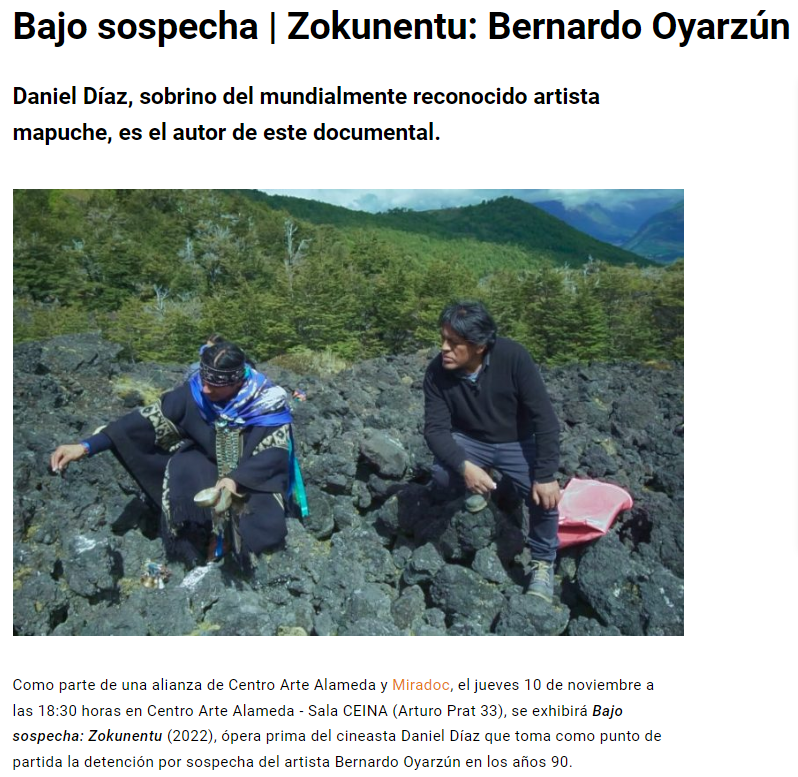 Bajo sospecha | Zokunentu: Bernardo Oyarzún
Daniel Díaz, sobrino del mundialmente reconocido artista
mapuche, es el autor de este documental.
Como parte de una alianza de Centro Arte Alameda y Miradoc, el jueves 10 de noviembre a
las 18:30 horas en Centro Arte Alameda - Sala CEINA (Arturo Prat 33), se exhibirá Bajo
sospecha: Zokunentu (2022), ópera prima del cineasta Daniel Díaz que toma como punto de
partida la detención por sospecha del artista Bernardo Oyarzún en los años 90.